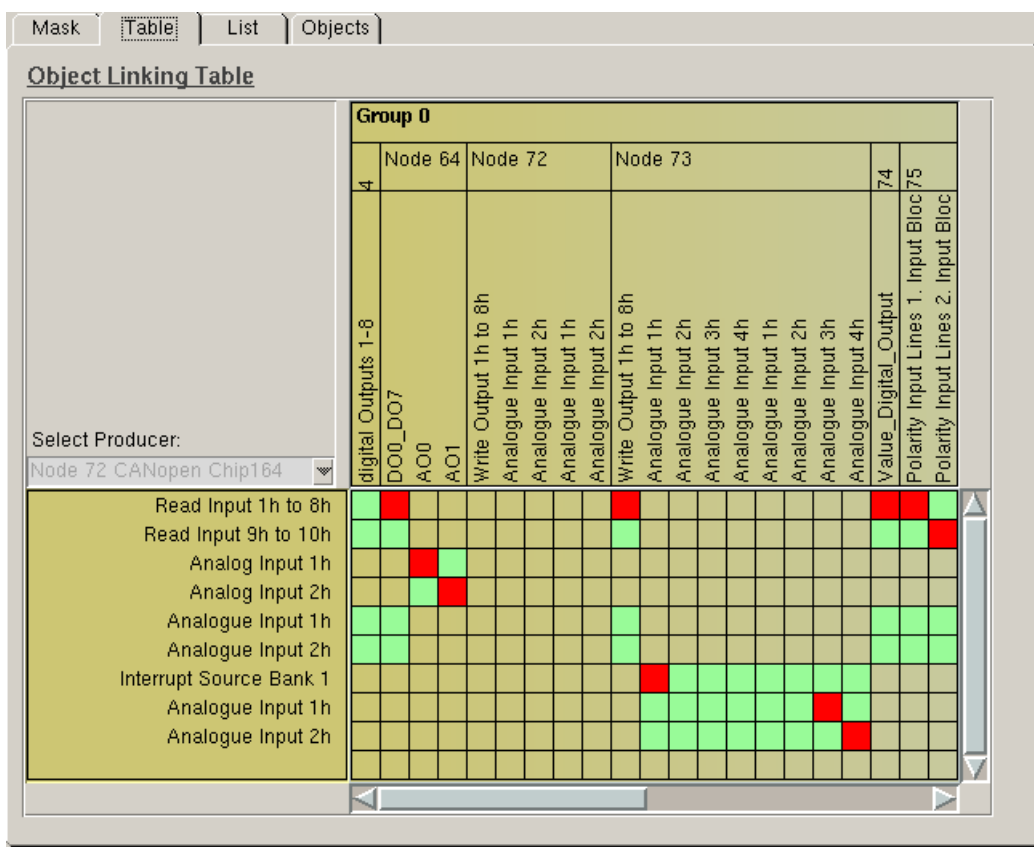 Mask
Table
List
Objects
Object Linking Table
Group 0
4
Node 64
Node 72
Node 73
74
75
digital Outputs 1-8
DO0_DO7
AO0
AO1
Write Output 1h to 8h
Analogue Input 1h
Analogue Input 2h
Analogue Input 1h
Analogue Input 2h
Write Output 1h to 8h
Analogue Input 1h
Analogue Input 2h
Analogue Input 3h
Analogue Input 4h
Analogue Input 1h
Analogue Input 2h
Analogue Input 3h
Analogue Input 4h
Value_Digital_Output
Polarity Input Lines 1. Input Bloc
Polarity Input Lines 2. Input Bloc
Select Producer:
Node 72 CANopen Chip164
Read Input 1h to 8h
Read Input 9h to 10h
Analog Input 1h
Analog Input 2h
Analogue Input 1h
Analogue Input 2h
Interrupt Source Bank 1
Analogue Input 1h
Analogue Input 2h